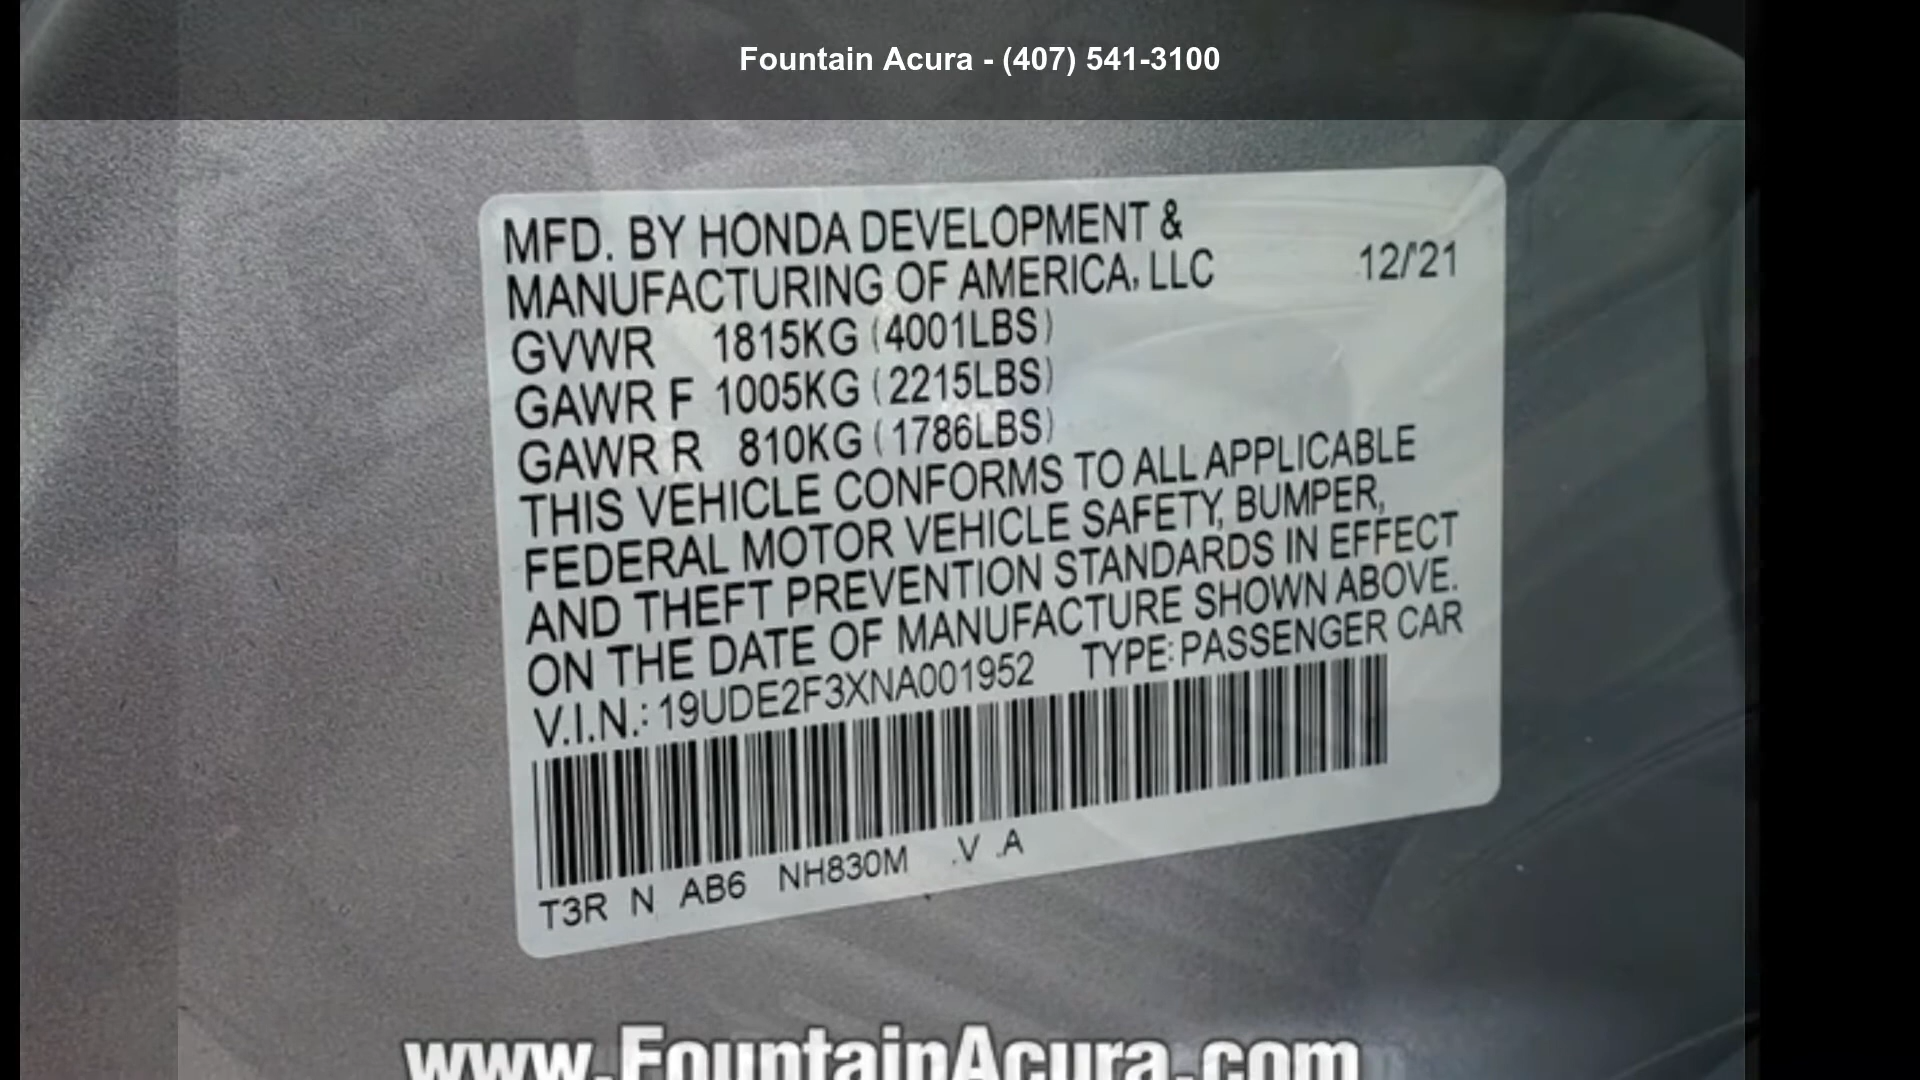 Fountain Acura - (407) 541-3100
MFD. BY HONDA DEVELOPMENT &
MANUFACTURING OF AMERICA, LLC 12/'21
GVWR 1815KG (4001LBS)
GAWR F 1005KG (2215LBS)
GAWR R 810KG (1786LBS)
THIS VEHICLE CONFORMS TO ALL APPLICABLE
FEDERAL MOTOR VEHICLE SAFETY, BUMPER,
AND THEFT PREVENTION STANDARDS IN EFFECT
ON THE DATE OF MANUFACTURE SHOWN ABOVE.
V.I.N.: 19UDE2F3XNA001952 TYPE: PASSENGER CAR
T3R N AB6 NH830M .V .A
www.FountainAcura.com